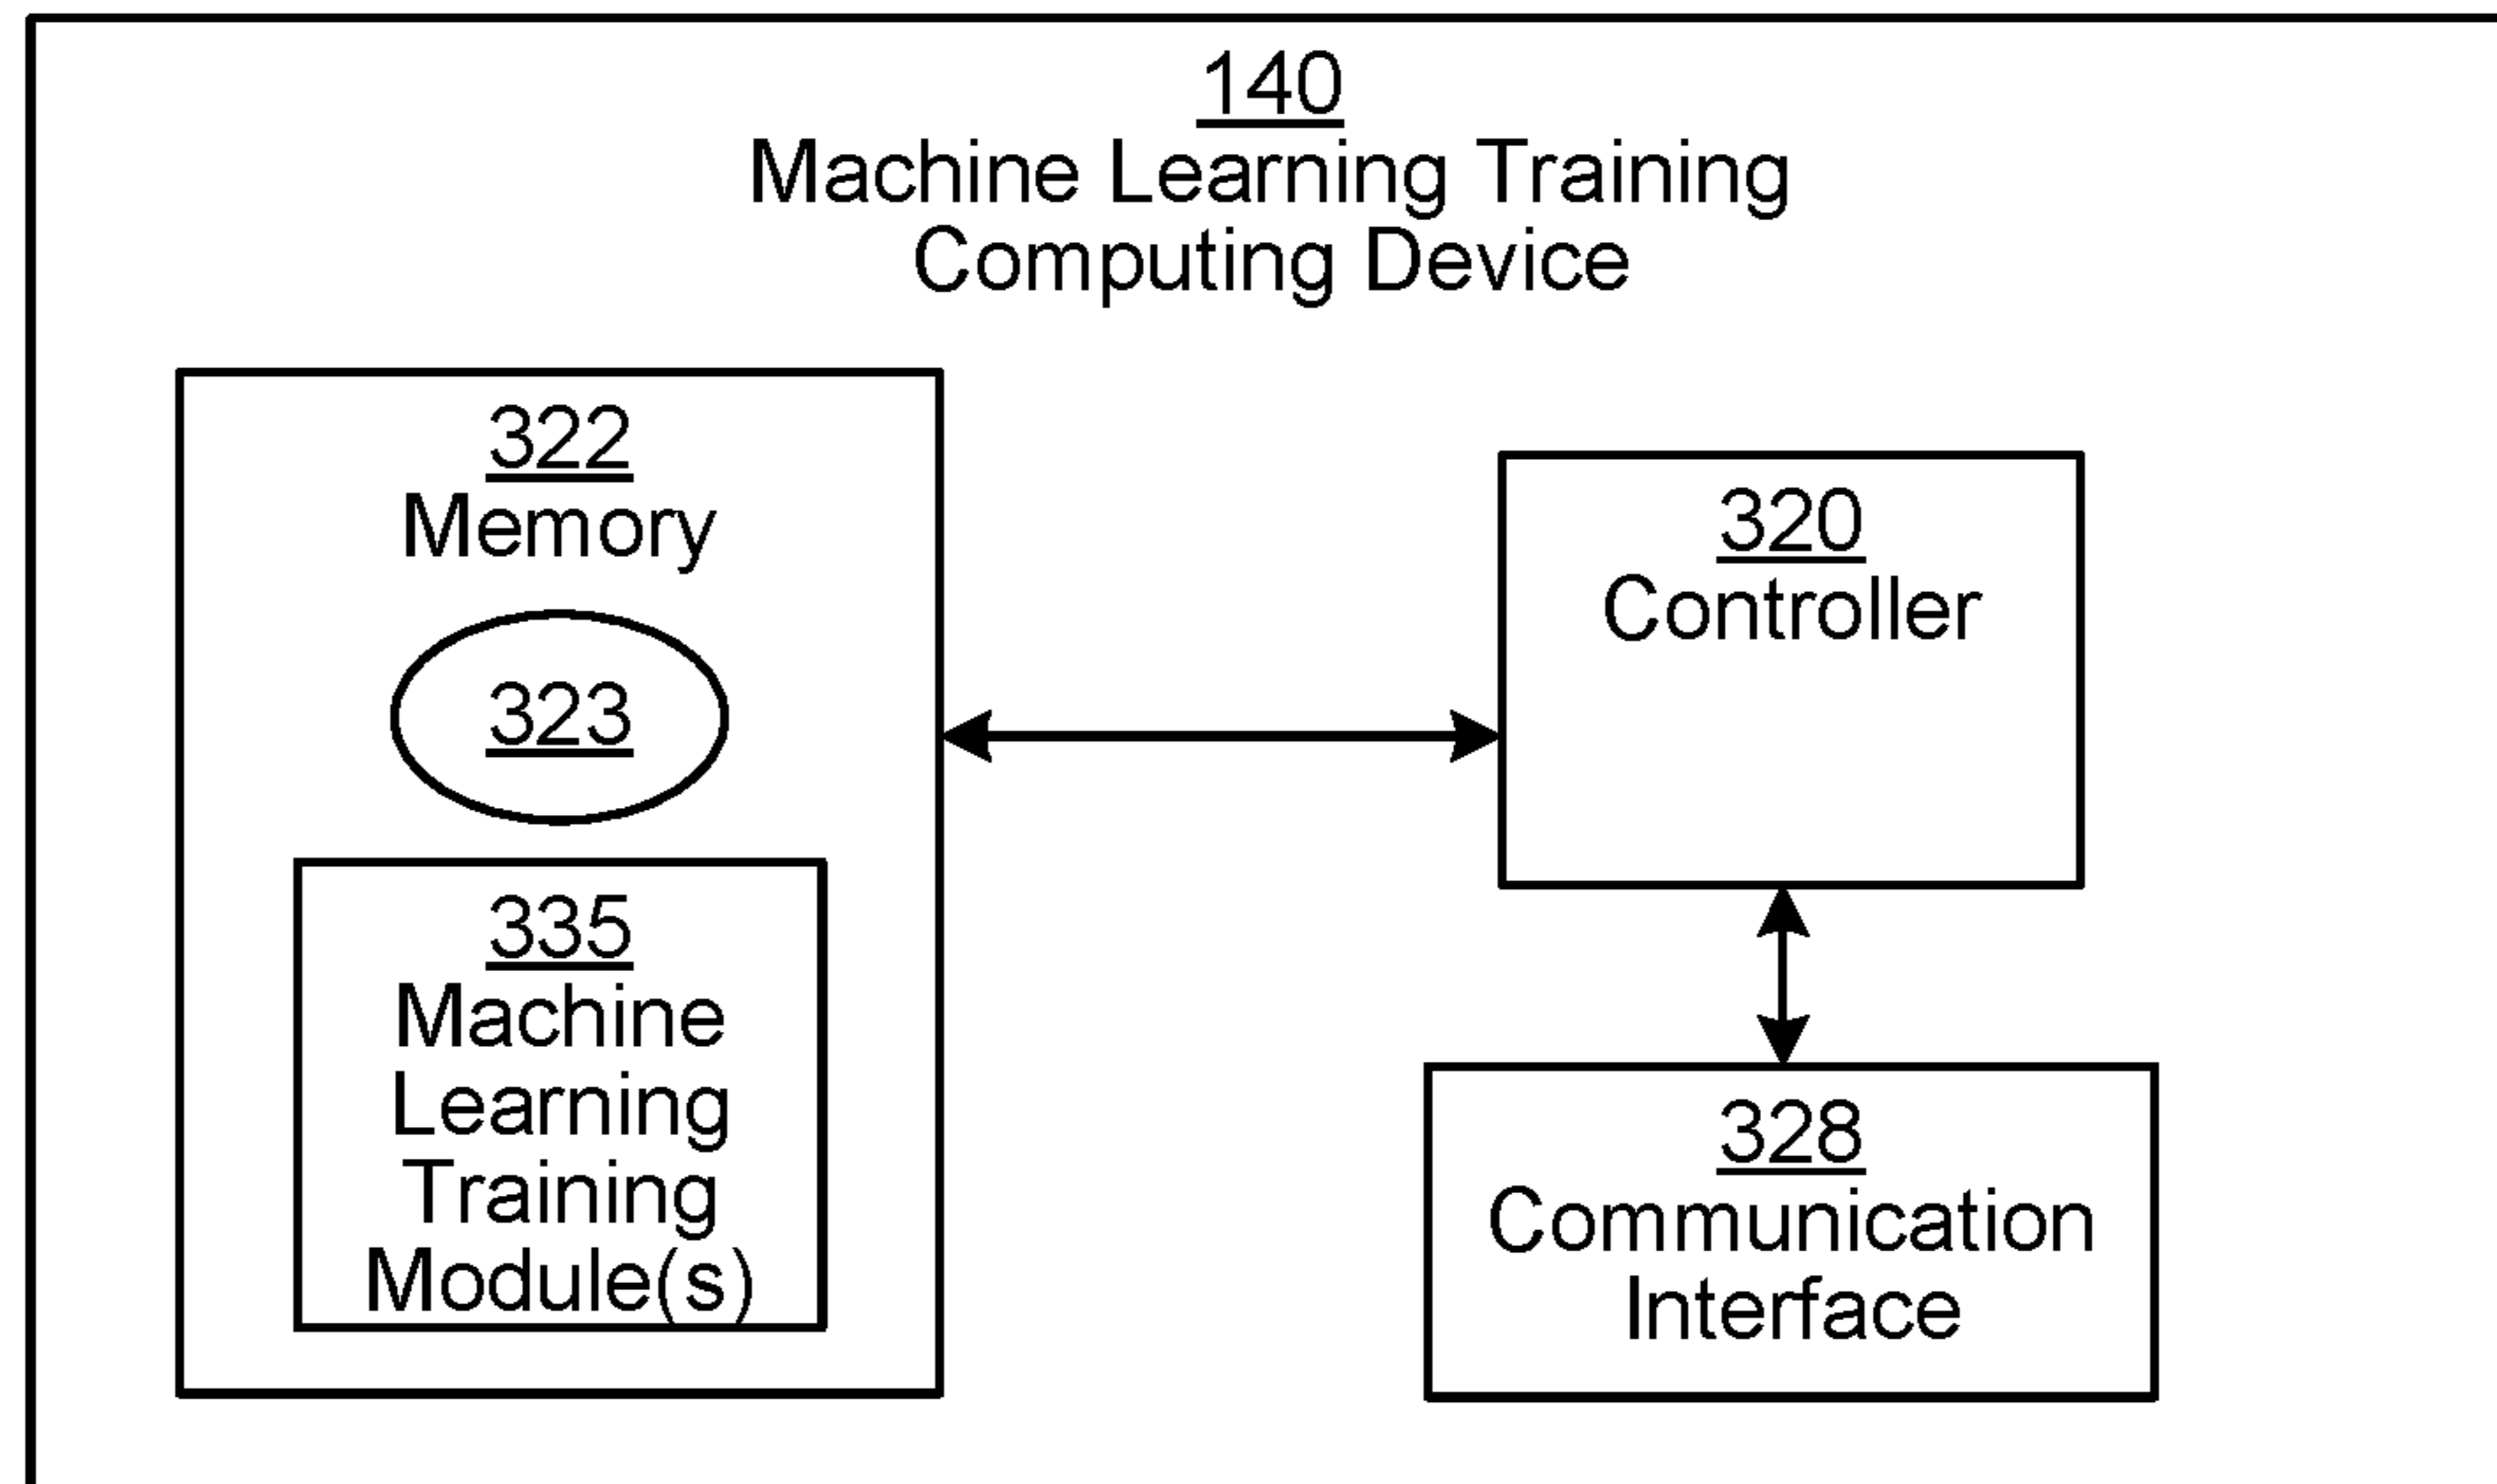 140
Machine Learning Training
Computing Device
322
Memory
323
335
Machine
Learning
Training
Module(s)
320
Controller
328
Communication
Interface